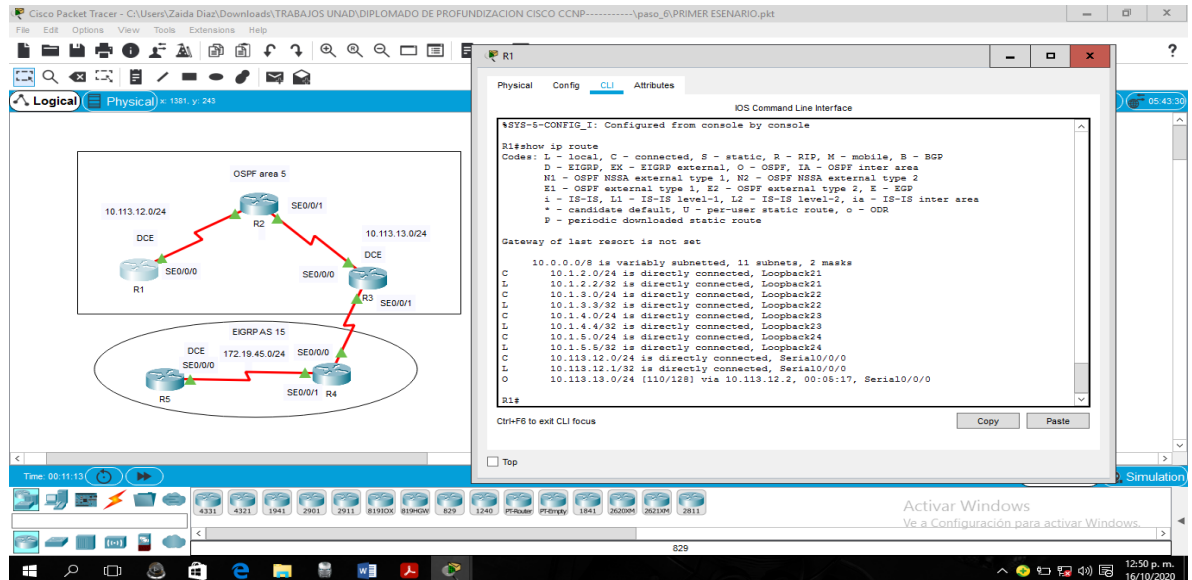 Cisco Packet Tracer - C:\Users\Zaida Diaz\Downloads\TRABAJOS UNAD\DIPLOMADO DE PROFUNDIZACION CISCO CCNP-----------\paso_6\PRIMER ESENARIO.pkt
File Edit Options View Tools Extensions Help
Logical
Physical
x: 1381, y: 243
05:43:30
OSPF area 5
10.113.12.0/24
SE0/0/1
R2
DCE
10.113.13.0/24
DCE
SE0/0/0
SE0/0/0
R1
R3
SE0/0/1
EIGRP AS 15
DCE
172.19.45.0/24
SE0/0/0
SE0/0/0
SE0/0/1
R4
R5
R1
Physical Config CLI Attributes
IOS Command Line Interface
%SYS-5-CONFIG_I: Configured from console by console
R1#show ip route
Codes: L - local, C - connected, S - static, R - RIP, M - mobile, B - BGP
D - EIGRP, EX - EIGRP external, O - OSPF, IA - OSPF inter area
N1 - OSPF NSSA external type 1, N2 - OSPF NSSA external type 2
E1 - OSPF external type 1, E2 - OSPF external type 2, E - EGP
i - IS-IS, L1 - IS-IS level-1, L2 - IS-IS level-2, ia - IS-IS inter area
* - candidate default, U - per-user static route, o - ODR
P - periodic downloaded static route
Gateway of last resort is not set
10.0.0.0/8 is variably subnetted, 11 subnets, 2 masks
C 10.1.2.0/24 is directly connected, Loopback21
L 10.1.2.2/32 is directly connected, Loopback21
C 10.1.3.0/24 is directly connected, Loopback22
L 10.1.3.3/32 is directly connected, Loopback22
C 10.1.4.0/24 is directly connected, Loopback23
L 10.1.4.4/32 is directly connected, Loopback23
C 10.1.5.0/24 is directly connected, Loopback24
L 10.1.5.5/32 is directly connected, Loopback24
C 10.113.12.0/24 is directly connected, Serial0/0/0
L 10.113.12.1/32 is directly connected, Serial0/0/0
O 10.113.13.0/24 [110/128] via 10.113.12.2, 00:05:17, Serial0/0/0
R1#
Ctrl+F6 to exit CLI focus
Copy
Paste
Top
Time: 00:11:13
Simulation
4331 4321 1941 2901 2911 819IOX 819HGW 829 1240 PT-Router PT-Empty 1841 2620XM 2621XM 2811
829
Activar Windows
Ve a Configuración para activar Windows.
12:50 p. m.
16/10/2020